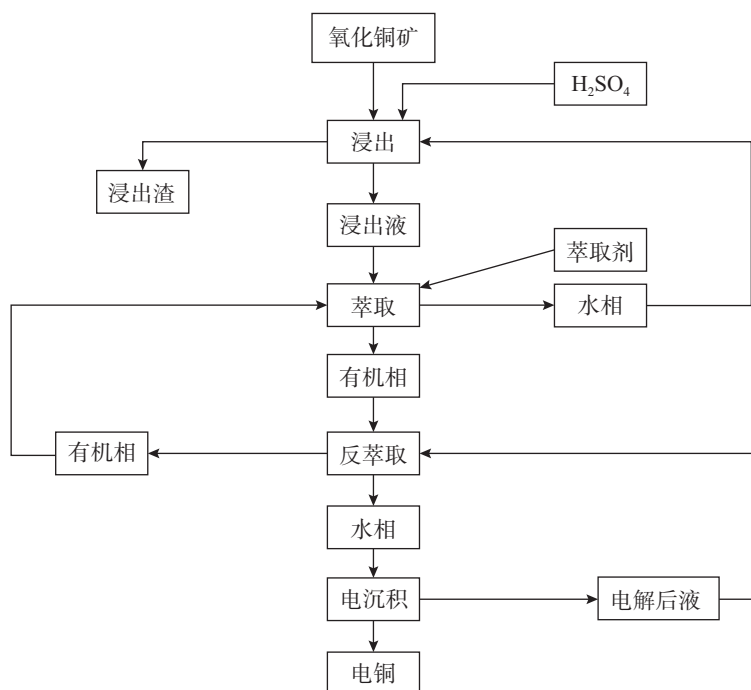 氧化铜矿
H₂SO₄
浸出
浸出渣
浸出液
萃取剂
萃取
水相
有机相
有机相
反萃取
水相
电沉积
电解后液
电铜